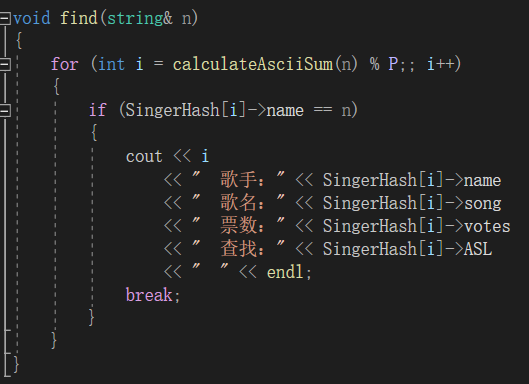 void find(string& n)
{
for (int i = calculateAsciiSum(n) % P;; i++)
{
if (SingerHash[i]->name == n)
{
cout << i
<< "  歌手：" << SingerHash[i]->name
<< "  歌名：" << SingerHash[i]->song
<< "  票数：" << SingerHash[i]->votes
<< "  查找：" << SingerHash[i]->ASL
<< "  " << endl;
break;
}
}
}